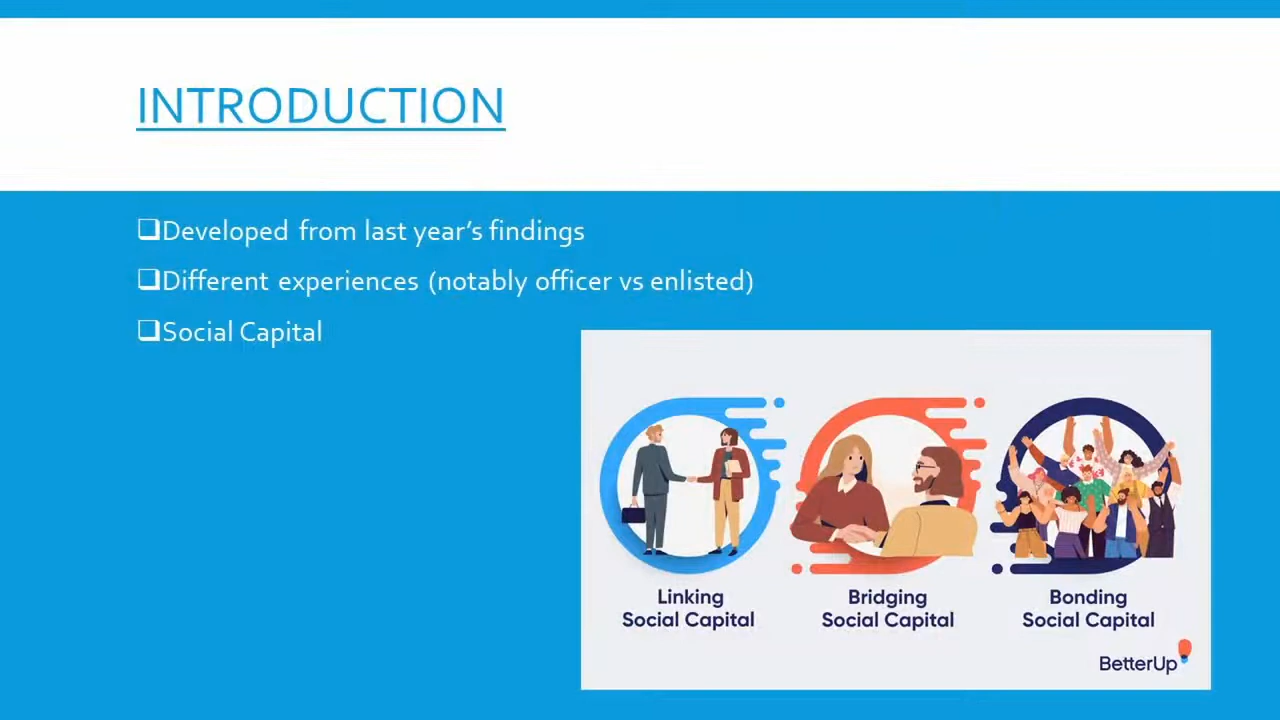 INTRODUCTION
❑Developed from last year’s findings
❑Different experiences (notably officer vs enlisted)
❑Social Capital
Linking
Social Capital
Bridging
Social Capital
Bonding
Social Capital
BetterUp